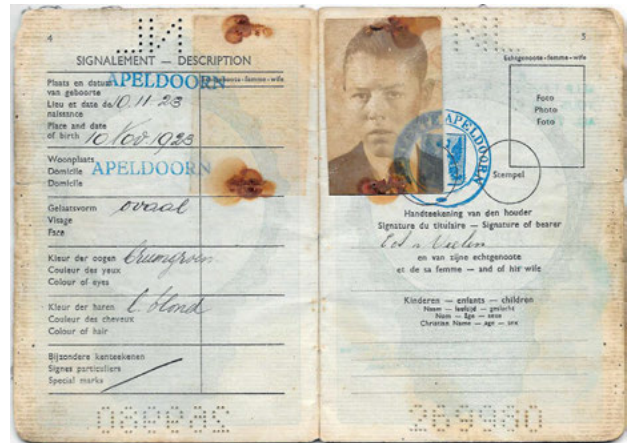 4
SIGNALEMENT — DESCRIPTION
Echtgenoote-femme-wife
Plaats en datum APELDOORN
van geboorte
Lieu et date de 10.11-23
naissance
Place and date
of birth 10 Nov 1923
Woonplaats
Domicile APELDOORN
Domicile
Gelaatsvorm ovaal
Visage
Face
Kleur der oogen
Couleur des yeux
Colour of eyes
Kleur der haren l. blond
Couleur des cheveux
Colour of hair
Bijzondere kenteekenen
Signes particuliers
Special marks
NL
5
Echtgenoote-femme-wife
Foto
Photo
Foto
APELDOORN
Stempel
Handteekening van den houder
Signature du titulaire — Signature of bearer
en van zijne echtgenoote
et de sa femme — and of hit wife
Kinderen — enfants — children
Naam — leeftijd — geslacht
Nom — âge — sexe
Christian Name — age — sex